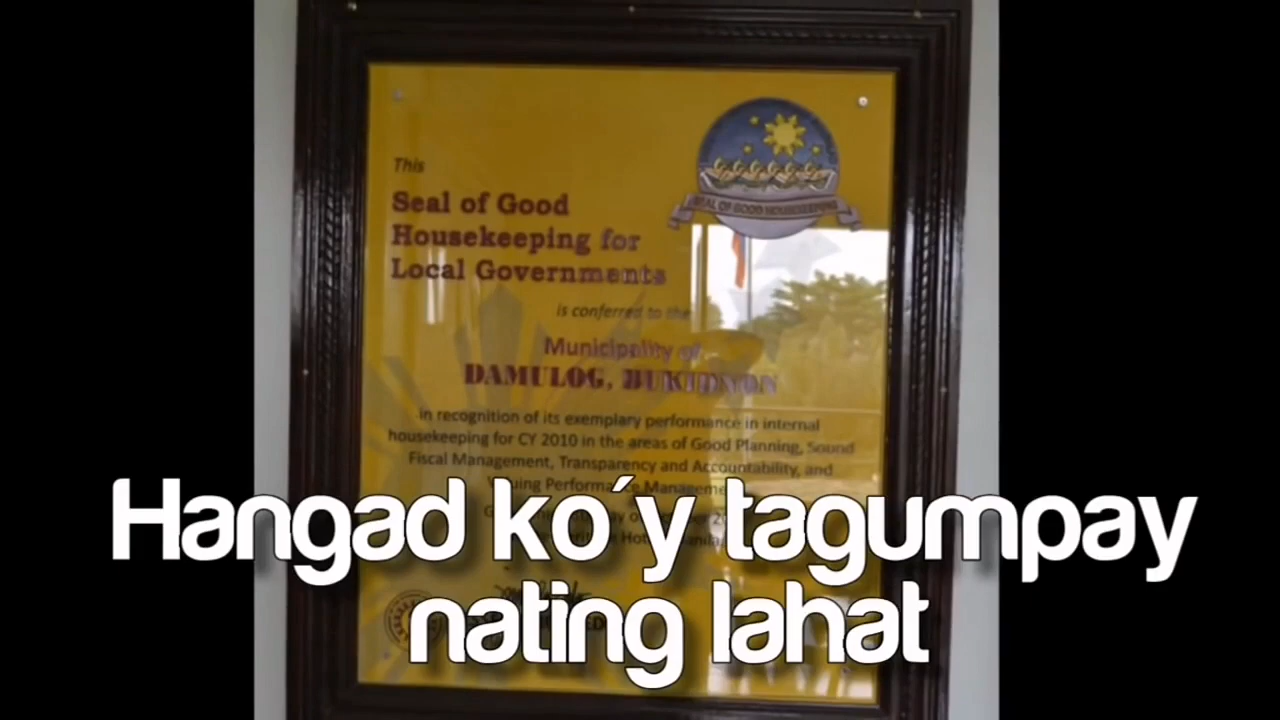 SEAL OF GOOD HOUSEKEEPING
This
Seal of Good
Housekeeping for
Local Governments
is conferred to the
Municipality of
DAMULOG, BUKIDNON
in recognition of its exemplary performance in internal
housekeeping for CY 2010 in the areas of Good Planning, Sound
Fiscal Management, Transparency and Accountability, and
Performance
Hangad ko´y tagumpay
nating lahat